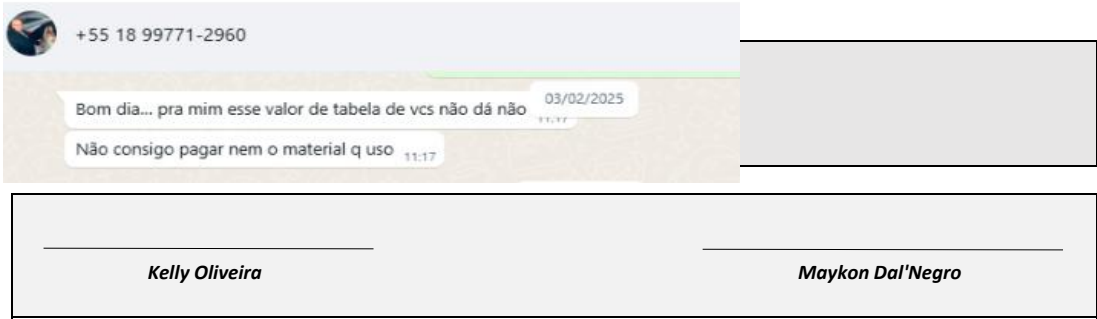 +55 18 99771-2960
03/02/2025
Bom dia... pra mim esse valor de tabela de vcs não dá não 11:17
Não consigo pagar nem o material q uso 11:17
Kelly Oliveira
Maykon Dal'Negro